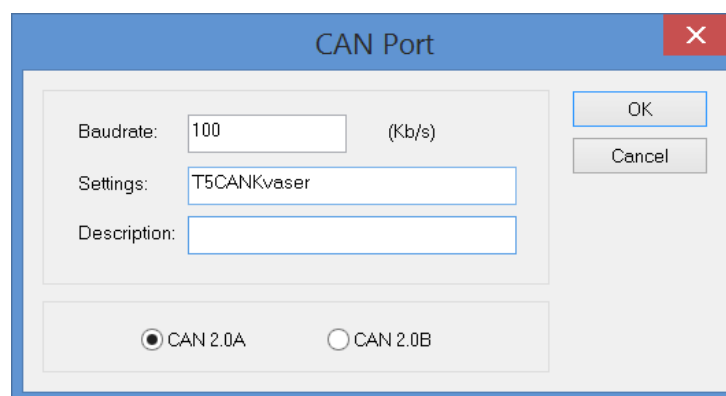 CAN Port
Baudrate: 100 (Kb/s)
OK
Settings: T5CANKvaser
Cancel
Description:
CAN 2.0A CAN 2.0B